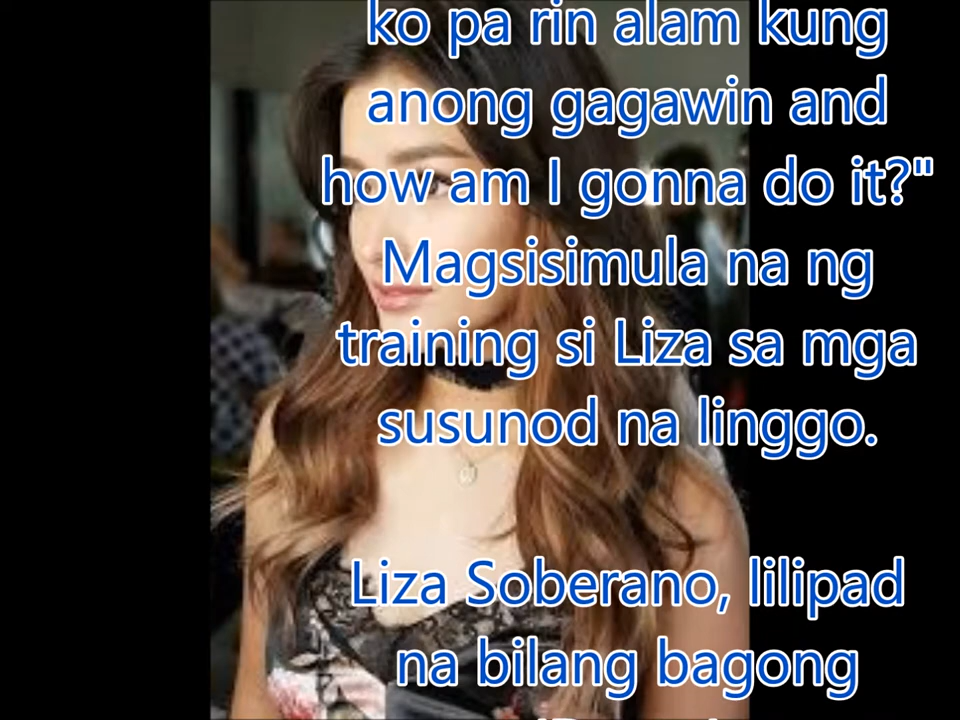 ko pa rin alam kung
anong gagawin and
how am I gonna do it?"
Magsisimula na ng
training si Liza sa mga
susunod na linggo.
Liza Soberano, lilipad
na bilang bagong